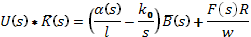 U(s) * K̄(s) = (α(s)/l − k₀/s) B̄(s) + F(s)R/w